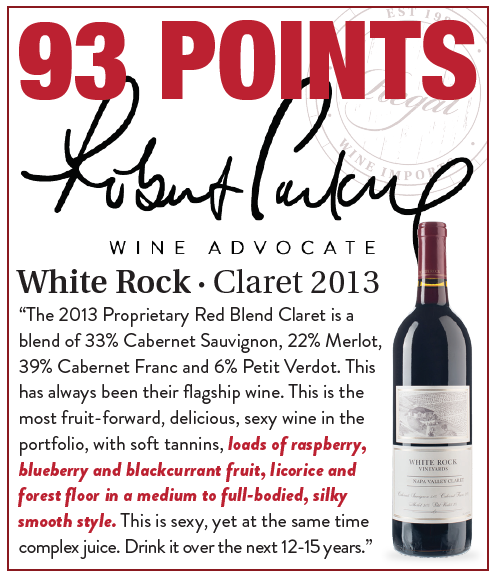 93 POINTS
EST 199
Regal
WINE IMPOR
Robert Parker
WINE ADVOCATE
White Rock · Claret 2013
“The 2013 Proprietary Red Blend Claret is a
blend of 33% Cabernet Sauvignon, 22% Merlot,
39% Cabernet Franc and 6% Petit Verdot. This
has always been their flagship wine. This is the
most fruit-forward, delicious, sexy wine in the
portfolio, with soft tannins, loads of raspberry,
blueberry and blackcurrant fruit, licorice and
forest floor in a medium to full-bodied, silky
smooth style. This is sexy, yet at the same time
complex juice. Drink it over the next 12-15 years.”
WHITE ROCK
VINEYARDS
NAPA VALLEY CLARET